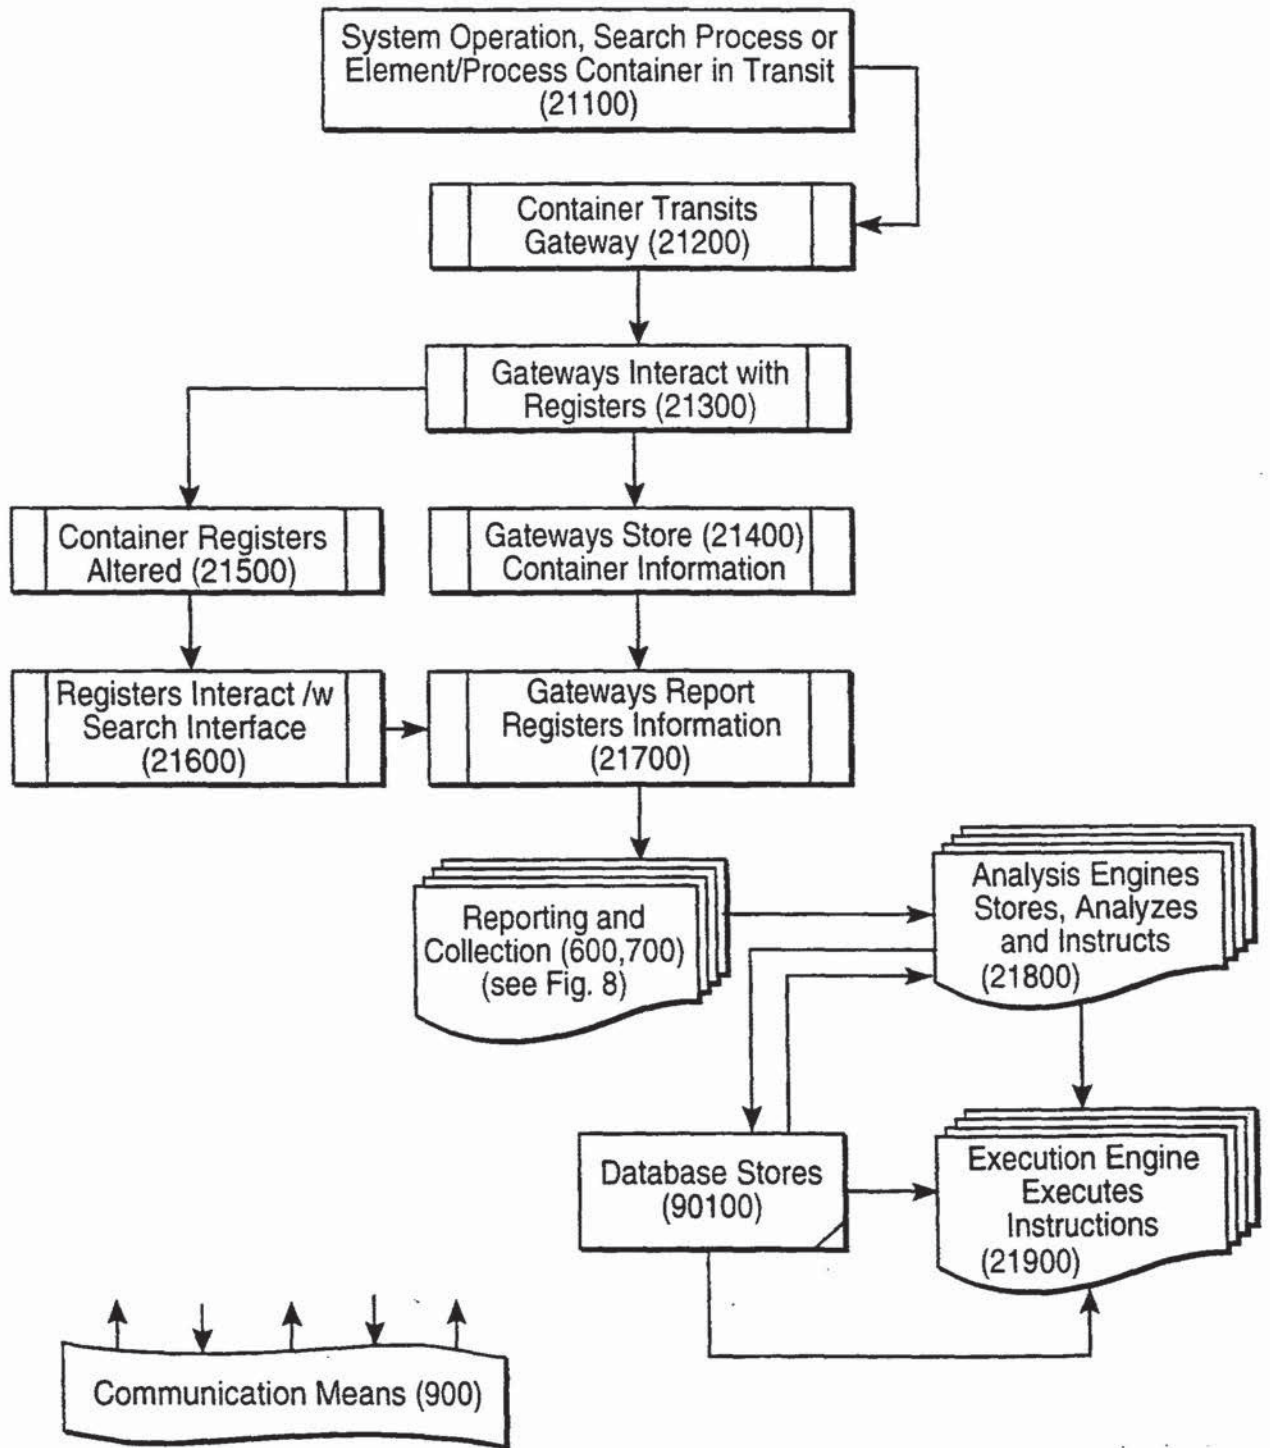 System Operation, Search Process or
Element/Process Container in Transit
(21100)
Container Transits
Gateway (21200)
Gateways Interact with
Registers (21300)
Container Registers
Altered (21500)
Gateways Store (21400)
Container Information
Registers Interact /w
Search Interface
(21600)
Gateways Report
Registers Information
(21700)
Reporting and
Collection (600,700)
(see Fig. 8)
Analysis Engines
Stores, Analyzes
and Instructs
(21800)
Database Stores
(90100)
Execution Engine
Executes
Instructions
(21900)
Communication Means (900)